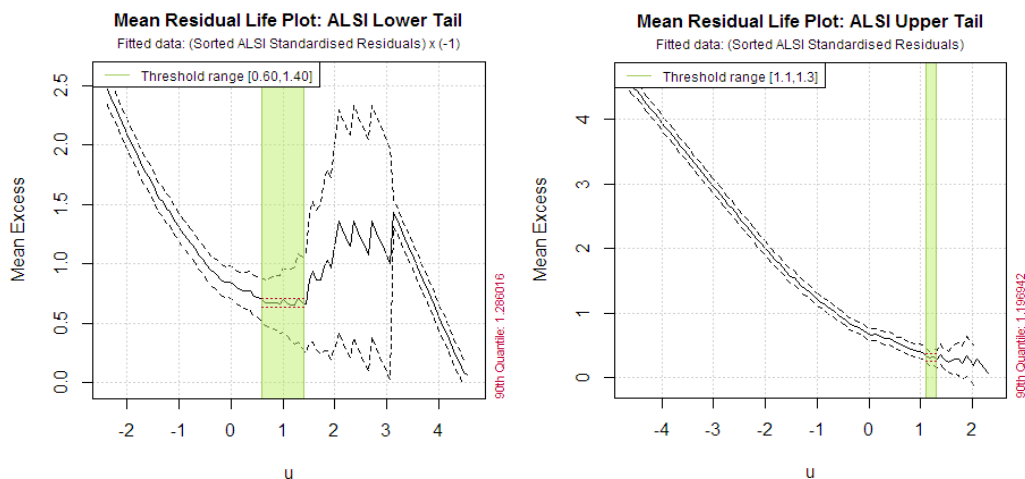 Mean Residual Life Plot: ALSI Lower Tail
Fitted data: (Sorted ALSI Standardised Residuals) x (-1)
Threshold range [0.60,1.40]
Mean Excess
2.5
2.0
1.5
1.0
0.5
0.0
-2
-1
0
1
2
3
4
u
90th Quantile: 1.286016
Mean Residual Life Plot: ALSI Upper Tail
Fitted data: (Sorted ALSI Standardised Residuals)
Threshold range [1.1,1.3]
Mean Excess
4
3
2
1
0
-4
-3
-2
-1
0
1
2
u
90th Quantile: 1.196942